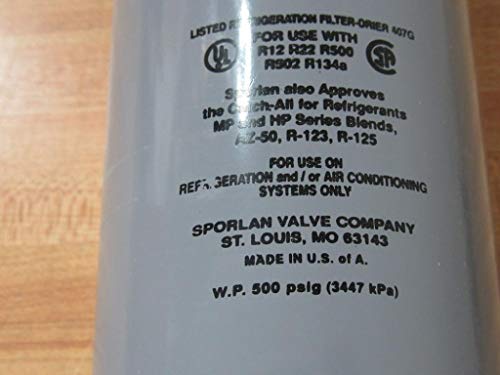 LISTED REFRIGERATION FILTER-DRIER 407G
FOR USE WITH
UL R12 R22 R500 SA
R502 R134a
Sporlan also Approves
the Catch-All for Refrigerants
MP and HP Series Blends,
AZ-50, R-123, R-125
FOR USE ON
REFRIGERATION and / or AIR CONDITIONING
SYSTEMS ONLY
SPORLAN VALVE COMPANY
ST. LOUIS, MO 63143
MADE IN U.S. of A.
W.P. 500 psig (3447 kPa)